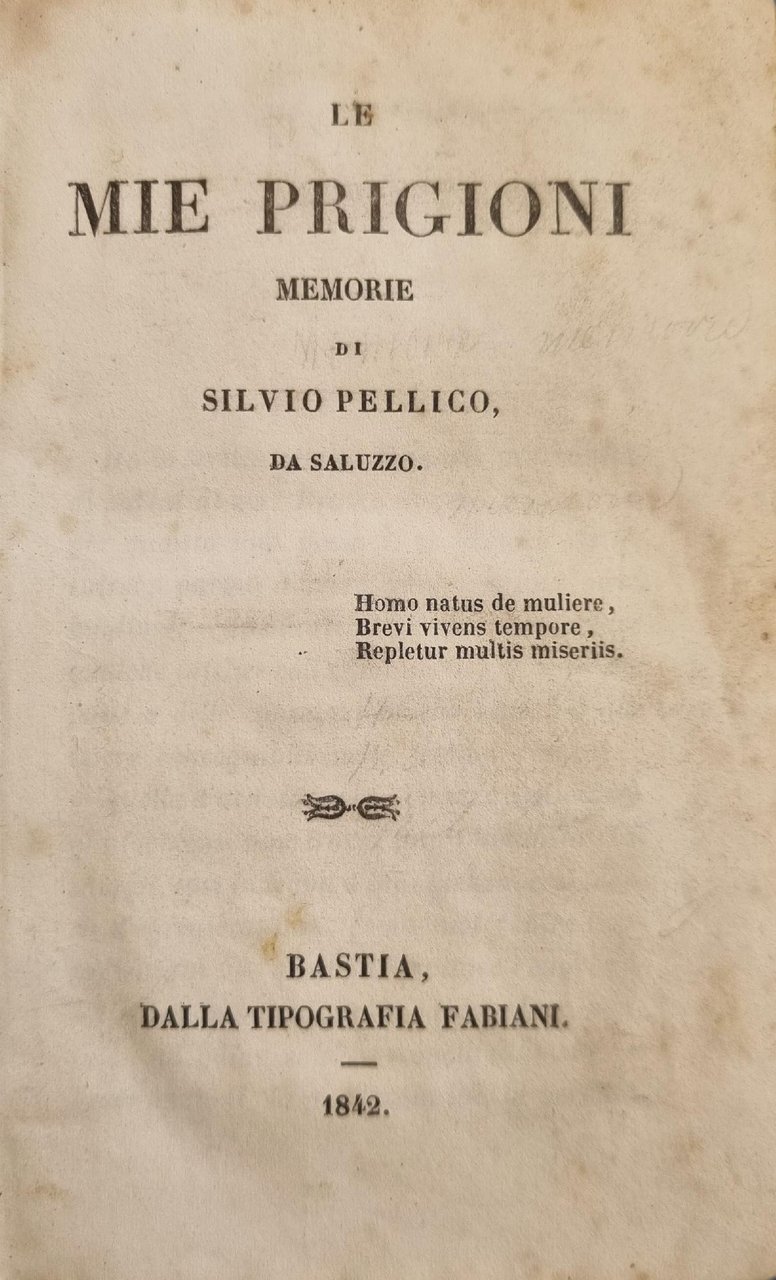 LE
MIE PRIGIONI
MEMORIE
DI
SILVIO PELLICO,
DA SALUZZO.
Homo natus de muliere,
Brevi vivens tempore,
Repletur multis miseriis.
BASTIA,
DALLA TIPOGRAFIA FABIANI.
1842.